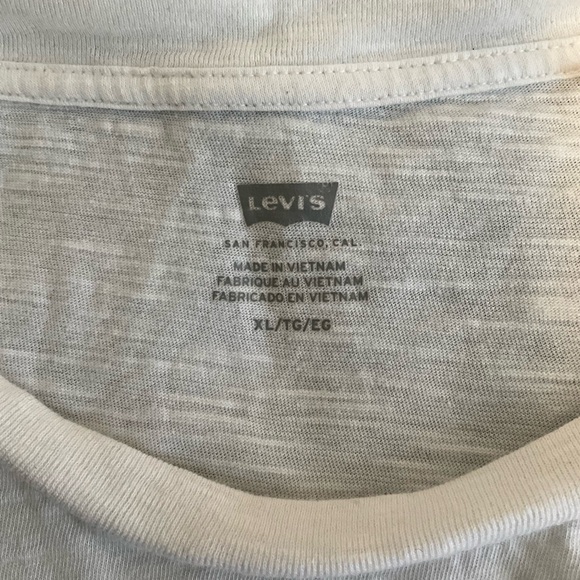 Levi's
SAN FRANCISCO, CAL.
MADE IN VIETNAM
FABRIQUE AU VIETNAM
FABRICADO EN VIETNAM
XL/TG/EG